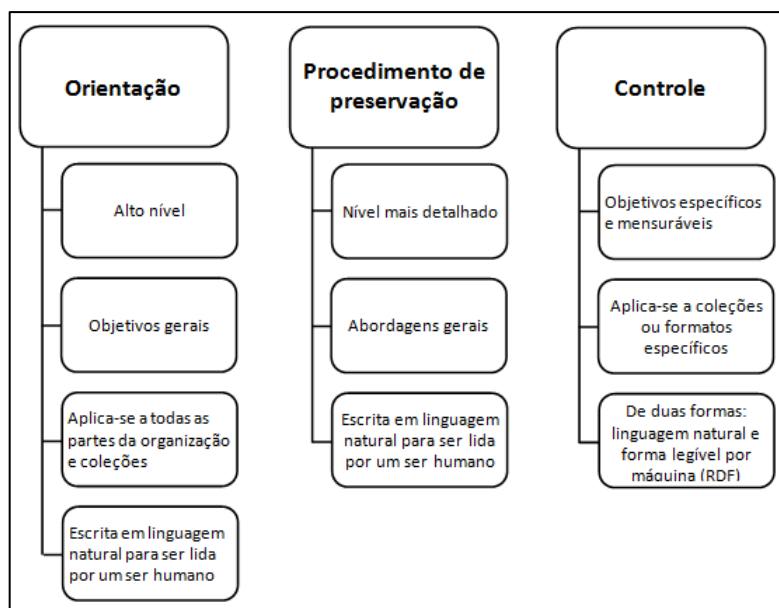 Orientação
Alto nível
Objetivos gerais
Aplica-se a todas as
partes da organização
e coleções
Escrita em linguagem
natural para ser lida
por um ser humano
Procedimento de
preservação
Nível mais detalhado
Abordagens gerais
Escrita em linguagem
natural para ser lida
por um ser humano
Controle
Objetivos específicos
e mensuráveis
Aplica-se a coleções
ou formatos
específicos
De duas formas:
linguagem natural e
forma legível por
máquina (RDF)